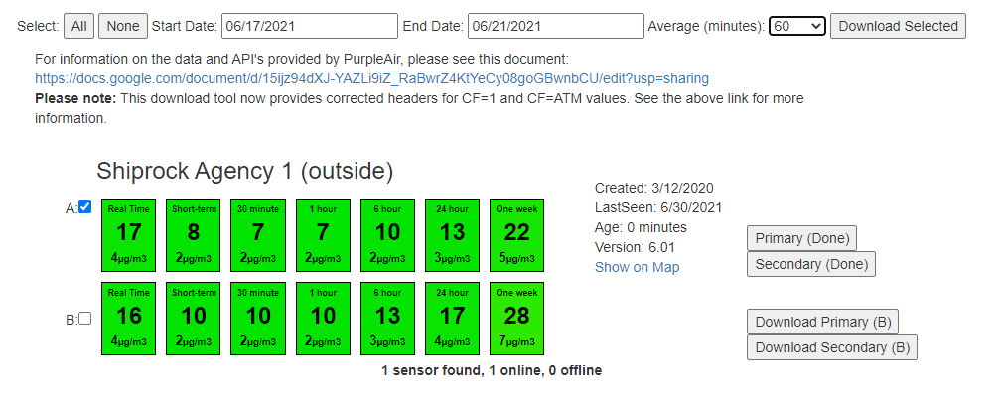 Select: All None Start Date: 06/17/2021 End Date: 06/21/2021 Average (minutes): 60 Download Selected
For information on the data and API's provided by PurpleAir, please see this document:
https://docs.google.com/document/d/15ijz94dXJ-YAZLi9iZ_RaBwrZ4KtYeCy08goGBwnbCU/edit?usp=sharing
Please note: This download tool now provides corrected headers for CF=1 and CF=ATM values. See the above link for more
information.
Shiprock Agency 1 (outside)
A:
Real Time Short-term 30 minute 1 hour 6 hour 24 hour One week
17 8 7 7 10 13 22
4µg/m3 2µg/m3 2µg/m3 2µg/m3 2µg/m3 3µg/m3 5µg/m3
Created: 3/12/2020
LastSeen: 6/30/2021
Age: 0 minutes
Version: 6.01
Show on Map
Primary (Done)
Secondary (Done)
B:
Real Time Short-term 30 minute 1 hour 6 hour 24 hour One week
16 10 10 10 13 17 28
4µg/m3 2µg/m3 2µg/m3 2µg/m3 3µg/m3 4µg/m3 7µg/m3
Download Primary (B)
Download Secondary (B)
1 sensor found, 1 online, 0 offline